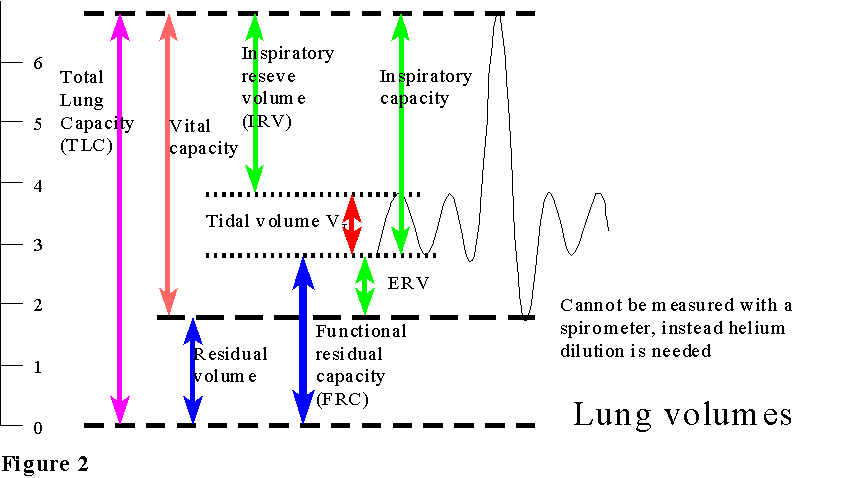 6
5
4
3
2
1
0
Total
Lung
Capacity
(TLC)
Vital
capacity
Inspiratory
reseve
volume
(IRV)
Inspiratory
capacity
Tidal volume VT
ERV
Residual
volume
Functional
residual
capacity
(FRC)
Cannot be measured with a
spirometer, instead helium
dilution is needed
Lung volumes
Figure 2